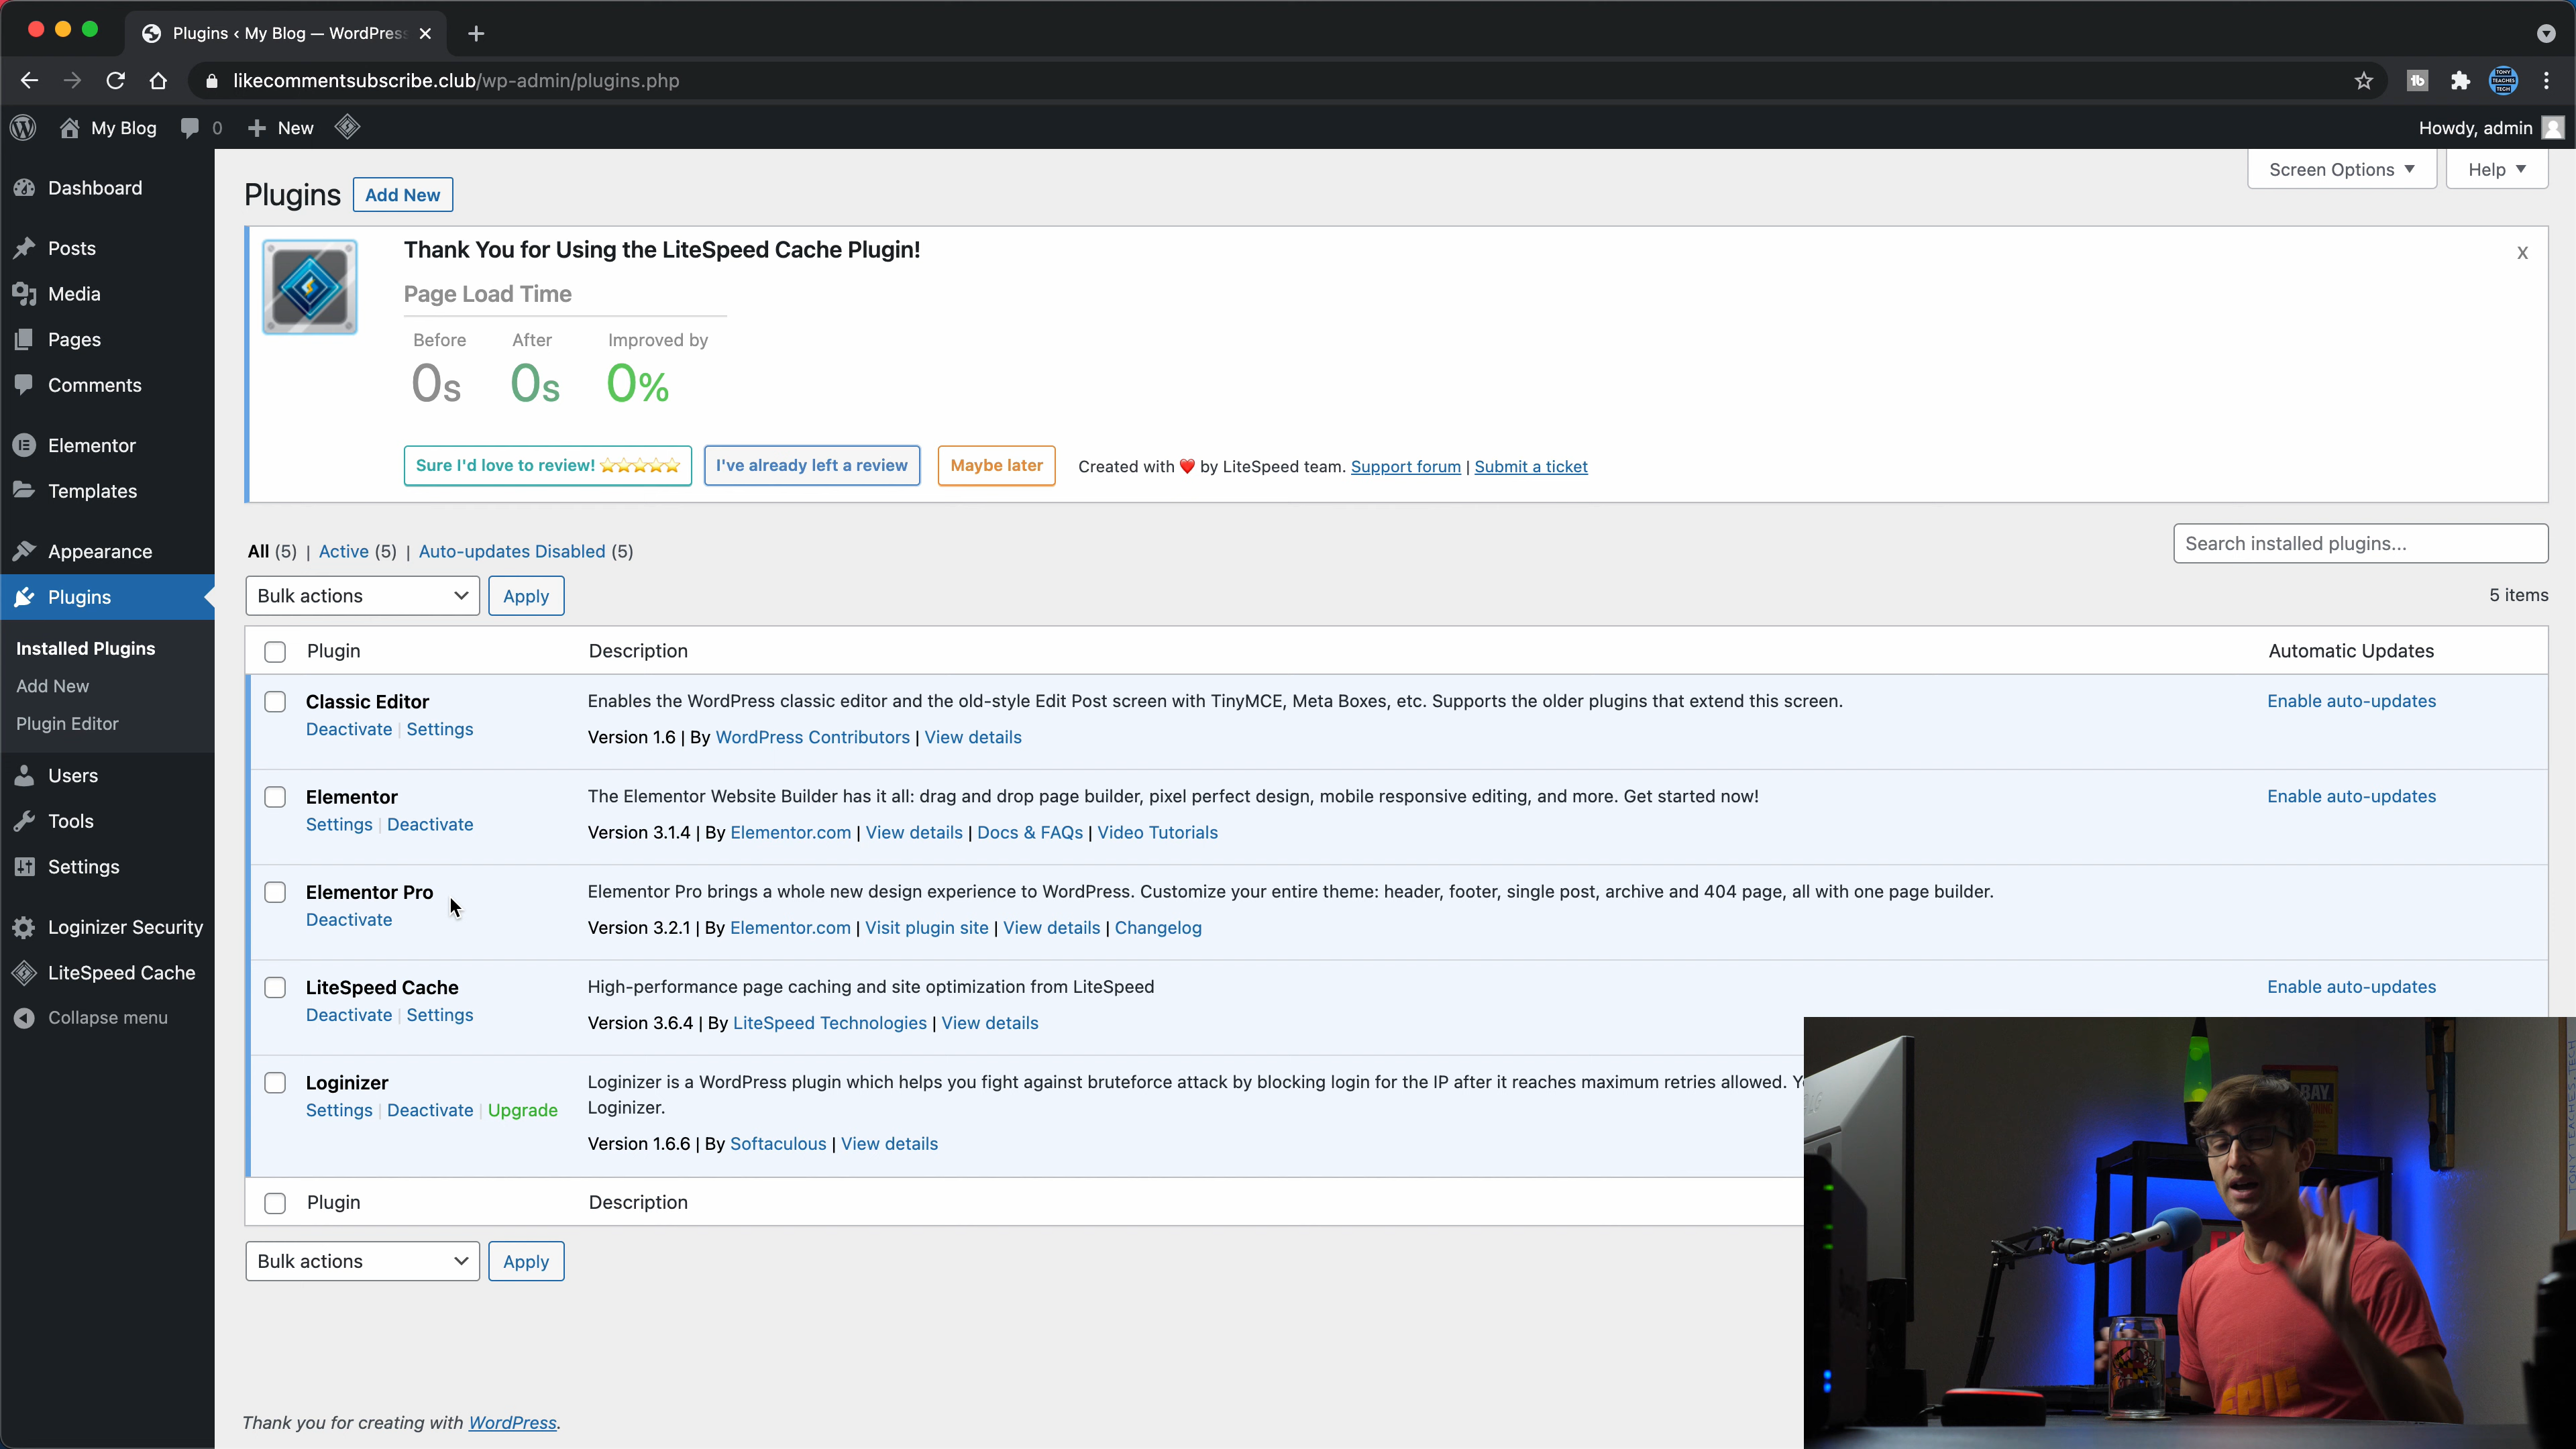 Plugins ‹ My Blog — WordPress
likecommentsubscribe.club/wp-admin/plugins.php
TONY TEACHES TECH
My Blog 0 New Howdy, admin
Screen Options Help
Dashboard
Posts
Media
Pages
Comments
Elementor
Templates
Appearance
Plugins
Installed Plugins
Add New
Plugin Editor
Users
Tools
Settings
Loginizer Security
LiteSpeed Cache
Collapse menu
Plugins Add New
Thank You for Using the LiteSpeed Cache Plugin! X
Page Load Time
Before After Improved by
0s 0s 0%
Sure I'd love to review! ⭐⭐⭐⭐⭐ I've already left a review Maybe later Created with ❤️ by LiteSpeed team. Support forum | Submit a ticket
All (5) | Active (5) | Auto-updates Disabled (5)
Search installed plugins...
Bulk actions Apply 5 items
Plugin Description Automatic Updates
Classic Editor Enables the WordPress classic editor and the old-style Edit Post screen with TinyMCE, Meta Boxes, etc. Supports the older plugins that extend this screen. Enable auto-updates
Deactivate | Settings
Version 1.6 | By WordPress Contributors | View details
Elementor The Elementor Website Builder has it all: drag and drop page builder, pixel perfect design, mobile responsive editing, and more. Get started now! Enable auto-updates
Settings | Deactivate
Version 3.1.4 | By Elementor.com | View details | Docs & FAQs | Video Tutorials
Elementor Pro Elementor Pro brings a whole new design experience to WordPress. Customize your entire theme: header, footer, single post, archive and 404 page, all with one page builder.
Deactivate
Version 3.2.1 | By Elementor.com | Visit plugin site | View details | Changelog
LiteSpeed Cache High-performance page caching and site optimization from LiteSpeed Enable auto-updates
Deactivate | Settings
Version 3.6.4 | By LiteSpeed Technologies | View details
Loginizer Loginizer is a WordPress plugin which helps you fight against bruteforce attack by blocking login for the IP after it reaches maximum retries allowed.
Settings | Deactivate | Upgrade
Loginizer.
Version 1.6.6 | By Softaculous | View details
Plugin Description
Bulk actions Apply
Thank you for creating with WordPress.
BAY
TONY TEACHES TECH
EPIC